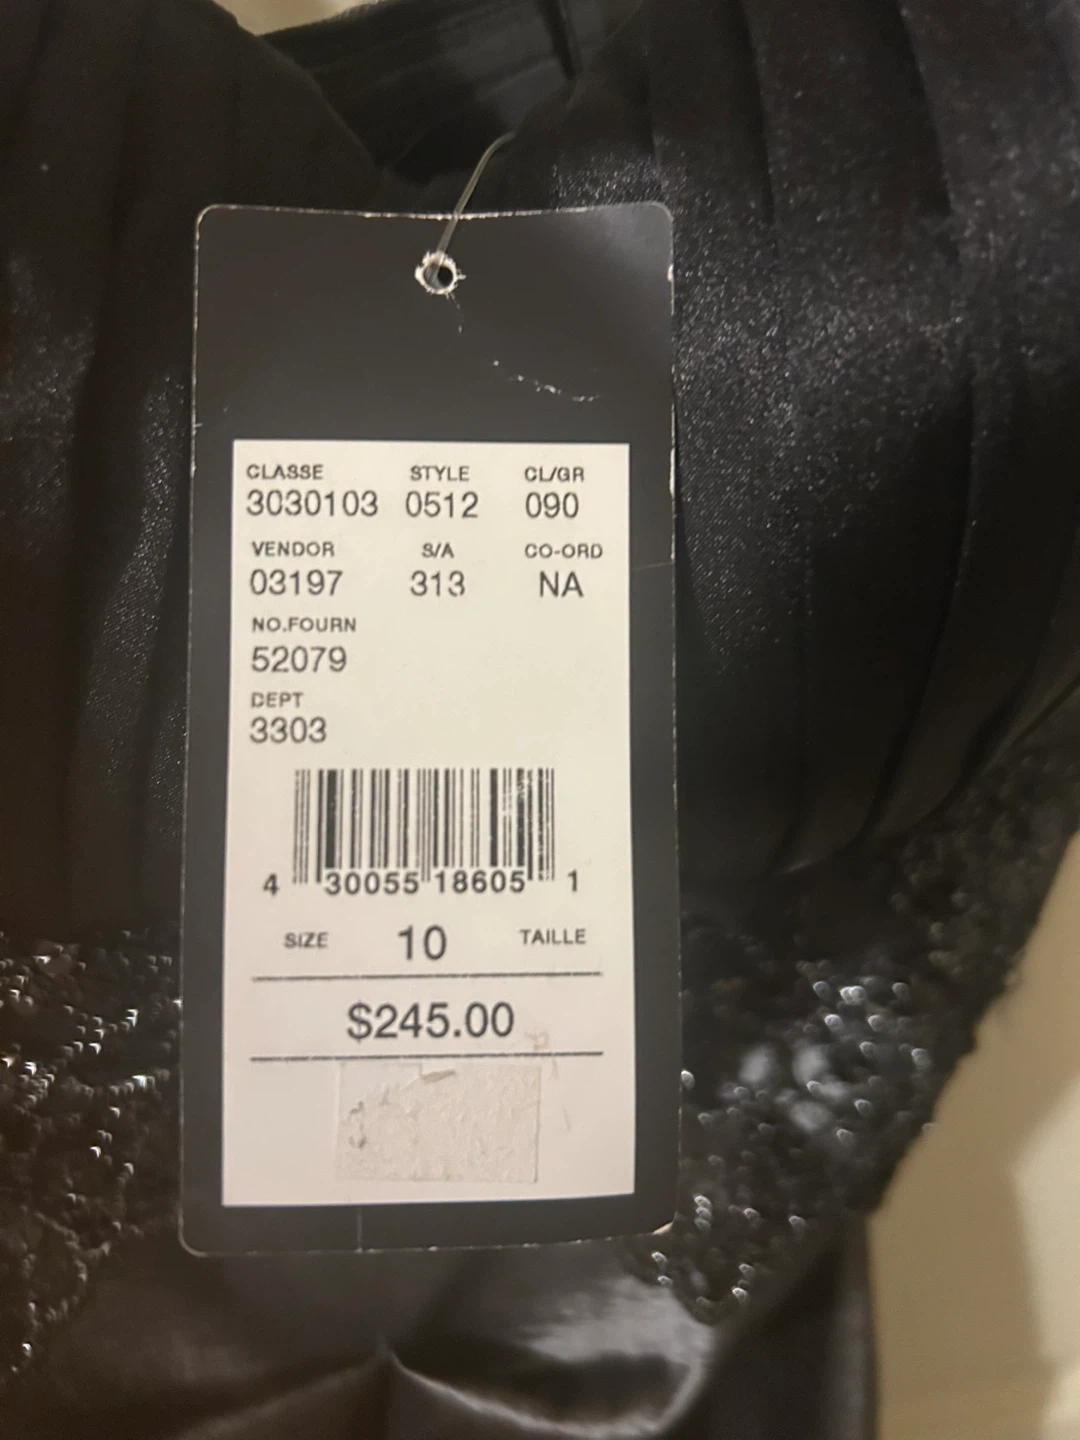 CLASSE STYLE CL/GR
3030103 0512 090
VENDOR S/A CO-ORD
03197 313 NA
NO.FOURN
52079
DEPT
3303
4 30055 18605 1
SIZE 10 TAILLE
$245.00